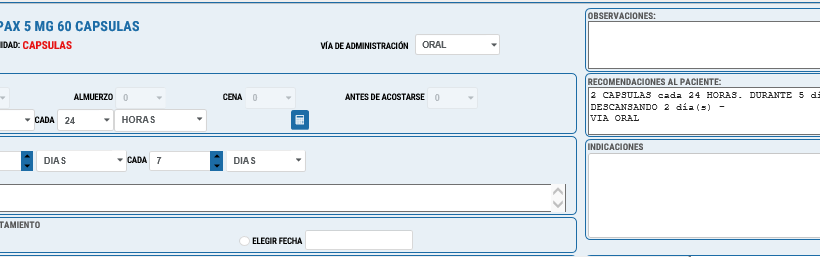 PAX 5 MG 60 CAPSULAS
IDAD: CAPSULAS
VÍA DE ADMINISTRACIÓN ORAL
ALMUERZO 0 CENA 0 ANTES DE ACOSTARSE 0
CADA 24 HORAS
DIAS CADA 7 DIAS
TAMIENTO
ELEGIR FECHA
OBSERVACIONES:
RECOMENDACIONES AL PACIENTE:
2 CAPSULAS cada 24 HORAS. DURANTE 5 dí
DESCANSANDO 2 día(s) –
VIA ORAL
INDICACIONES